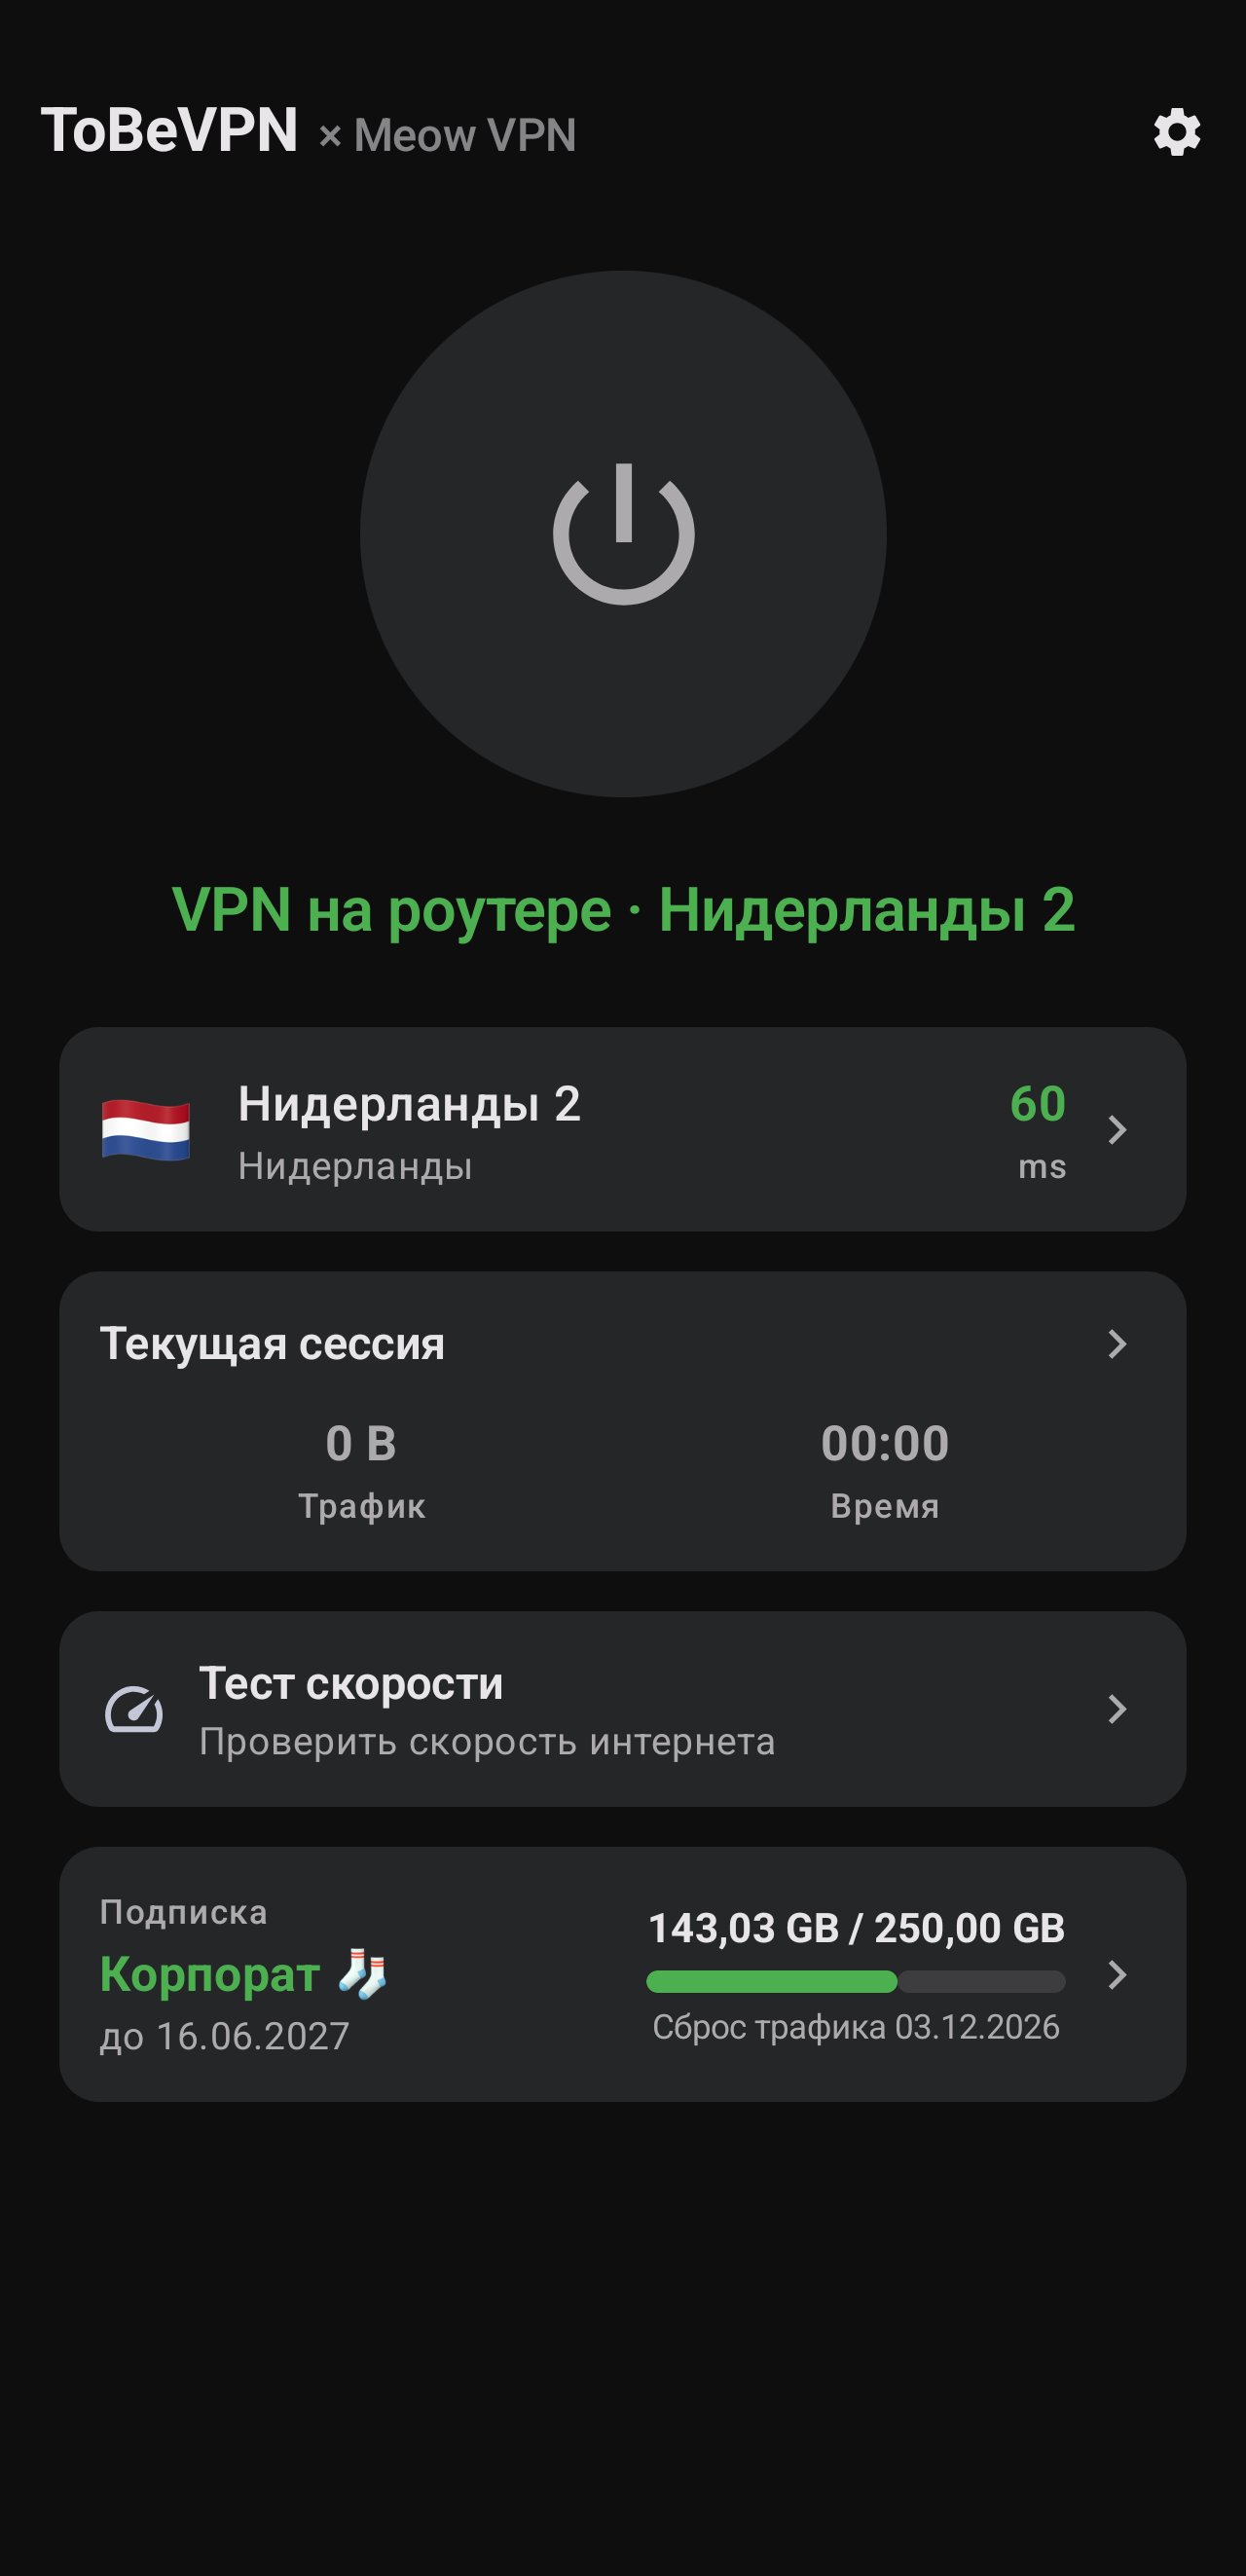 ToBeVPN × Meow VPN
VPN на роутере · Нидерланды 2
Нидерланды 2
Нидерланды
60
ms
Текущая сессия
0 B
Трафик
00:00
Время
Тест скорости
Проверить скорость интернета
Подписка
Корпорат 🧦
до 16.06.2027
143,03 GB / 250,00 GB
Сброс трафика 03.12.2026